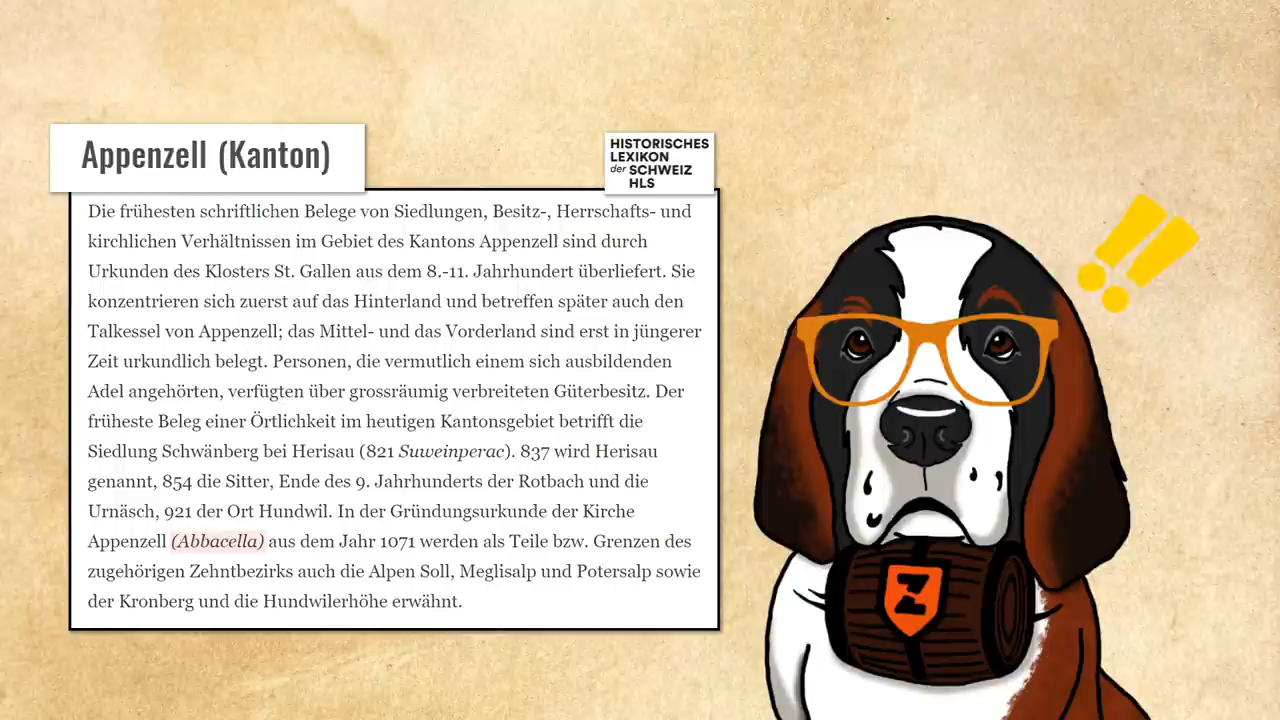 Appenzell (Kanton)
HISTORISCHES
LEXIKON
der SCHWEIZ
HLS
Die frühesten schriftlichen Belege von Siedlungen, Besitz-, Herrschafts- und
kirchlichen Verhältnissen im Gebiet des Kantons Appenzell sind durch
Urkunden des Klosters St. Gallen aus dem 8.-11. Jahrhundert überliefert. Sie
konzentrieren sich zuerst auf das Hinterland und betreffen später auch den
Talkessel von Appenzell; das Mittel- und das Vorderland sind erst in jüngerer
Zeit urkundlich belegt. Personen, die vermutlich einem sich ausbildenden
Adel angehörten, verfügten über grossräumig verbreiteten Güterbesitz. Der
früheste Beleg einer Örtlichkeit im heutigen Kantonsgebiet betrifft die
Siedlung Schwänberg bei Herisau (821 Suweinperac). 837 wird Herisau
genannt, 854 die Sitter, Ende des 9. Jahrhunderts der Rotbach und die
Urnäsch, 921 der Ort Hundwil. In der Gründungsurkunde der Kirche
Appenzell (Abbacella) aus dem Jahr 1071 werden als Teile bzw. Grenzen des
zugehörigen Zehntbezirks auch die Alpen Soll, Meglisalp und Potersalp sowie
der Kronberg und die Hundwilerhöhe erwähnt.
!!
Z